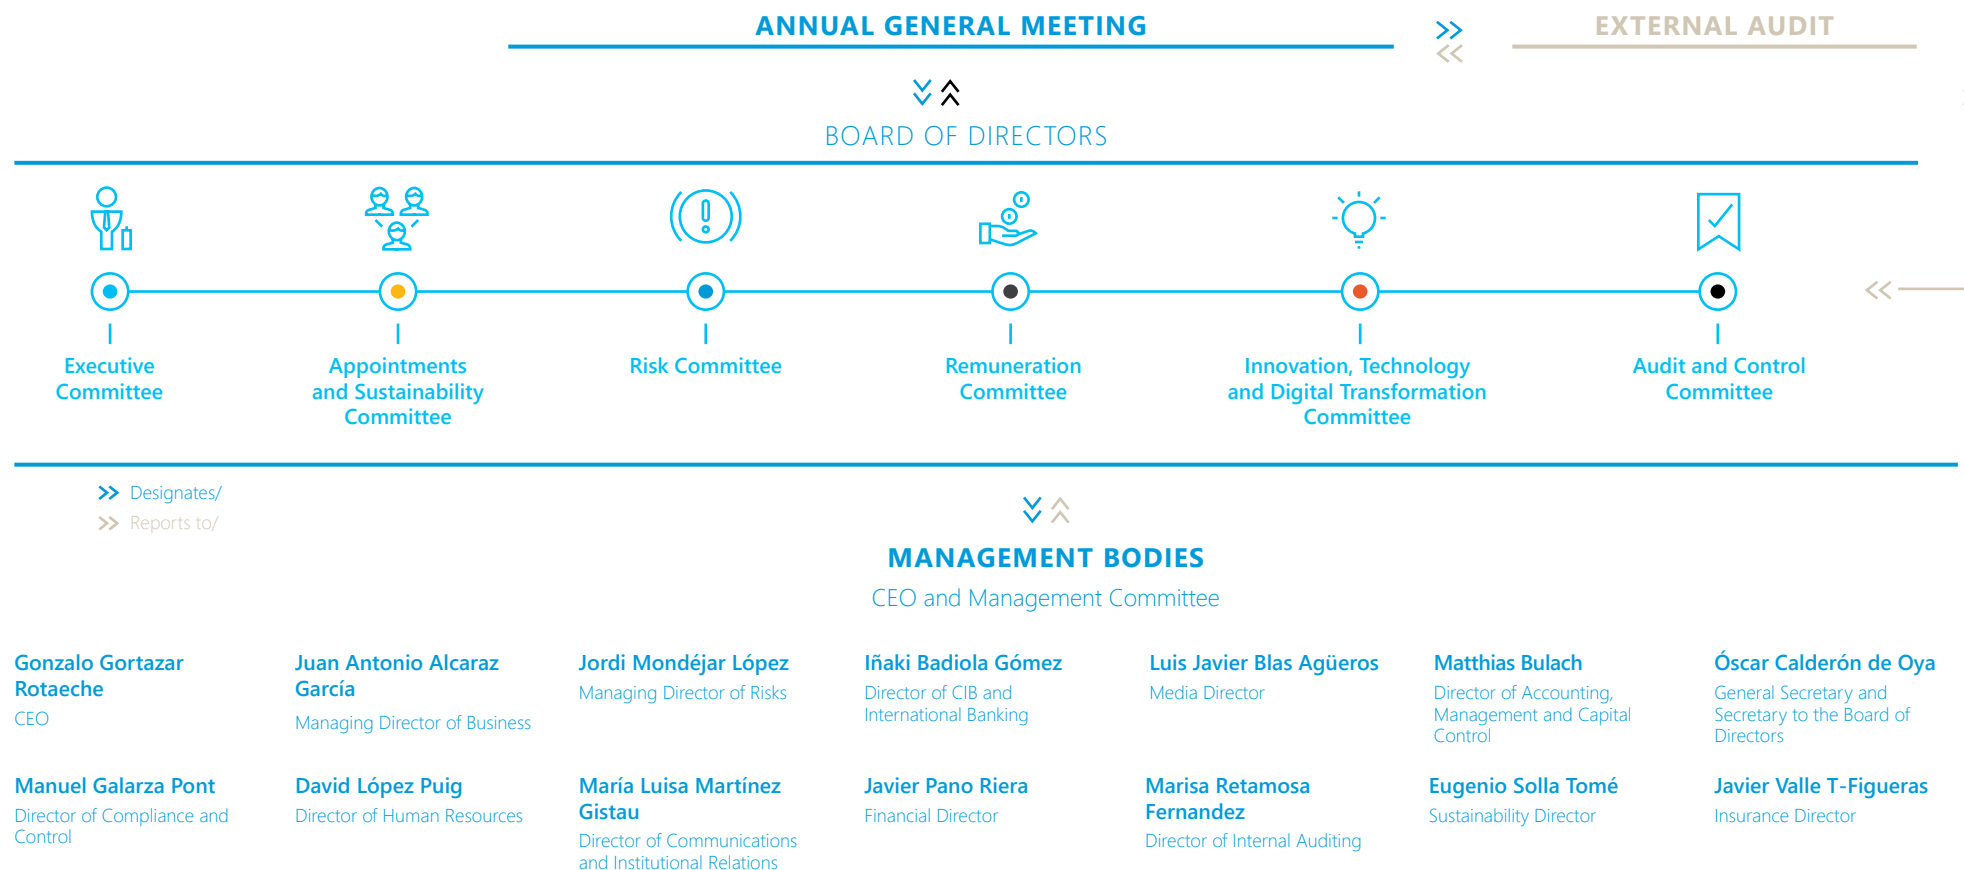 ANNUAL GENERAL MEETING
EXTERNAL AUDIT
BOARD OF DIRECTORS
Executive
Committee
Appointments
and Sustainability
Committee
Risk Committee
Remuneration
Committee
Innovation, Technology
and Digital Transformation
Committee
Audit and Control
Committee
Designates/
Reports to/
MANAGEMENT BODIES
CEO and Management Committee
Gonzalo Gortazar
Rotaeche
CEO
Juan Antonio Alcaraz
García
Managing Director of Business
Jordi Mondéjar López
Managing Director of Risks
Iñaki Badiola Gómez
Director of CIB and
International Banking
Luis Javier Blas Agüeros
Media Director
Matthias Bulach
Director of Accounting,
Management and Capital
Control
Óscar Calderón de Oya
General Secretary and
Secretary to the Board of
Directors
Manuel Galarza Pont
Director of Compliance and
Control
David López Puig
Director of Human Resources
María Luisa Martínez
Gistau
Director of Communications
and Institutional Relations
Javier Pano Riera
Financial Director
Marisa Retamosa
Fernandez
Director of Internal Auditing
Eugenio Solla Tomé
Sustainability Director
Javier Valle T-Figueras
Insurance Director